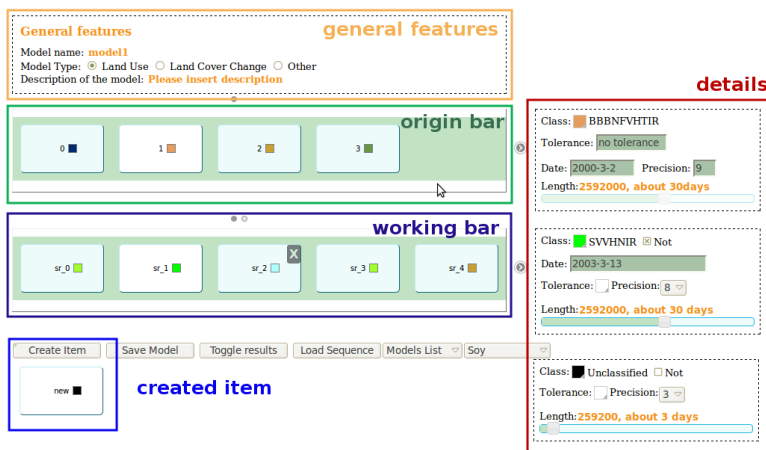 General features
general features
Model name: model1
Model Type: Land Use Land Cover Change Other
Description of the model: Please insert description
details
origin bar
0
1
2
3
Class: BBBNFVHTIR
Tolerance: no tolerance
Date: 2000-3-2 Precision: 9
Length:2592000, about 30days
working bar
sr_0
sr_1
sr_2
X
sr_3
sr_4
Class: SVVHNIR Not
Date: 2003-3-13
Tolerance: Precision: 8
Length:2592000, about 30 days
Create Item Save Model Toggle results Load Sequence Models List Soy
new
created item
Class: Unclassified Not
Tolerance: Precision: 3
Length:259200, about 3 days